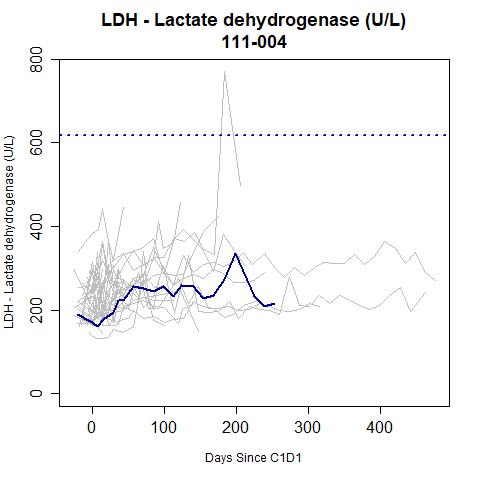 LDH - Lactate dehydrogenase (U/L)
111-004
LDH - Lactate dehydrogenase (U/L)
800
600
400
200
0
0 100 200 300 400
Days Since C1D1